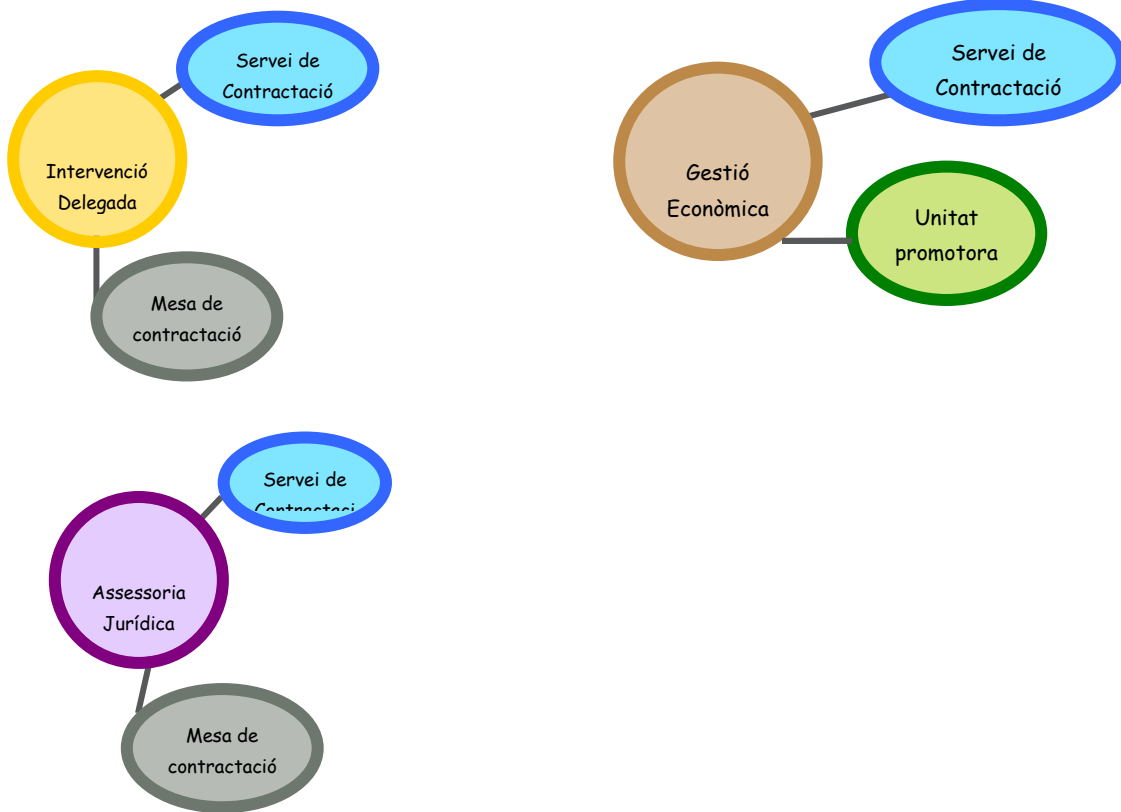 Servei de
Contractació
Intervenció
Delegada
Mesa de
contractació
Servei de
Contractació
Gestió
Econòmica
Unitat
promotora
Servei de
Contractaci
Assessoria
Jurídica
Mesa de
contractació